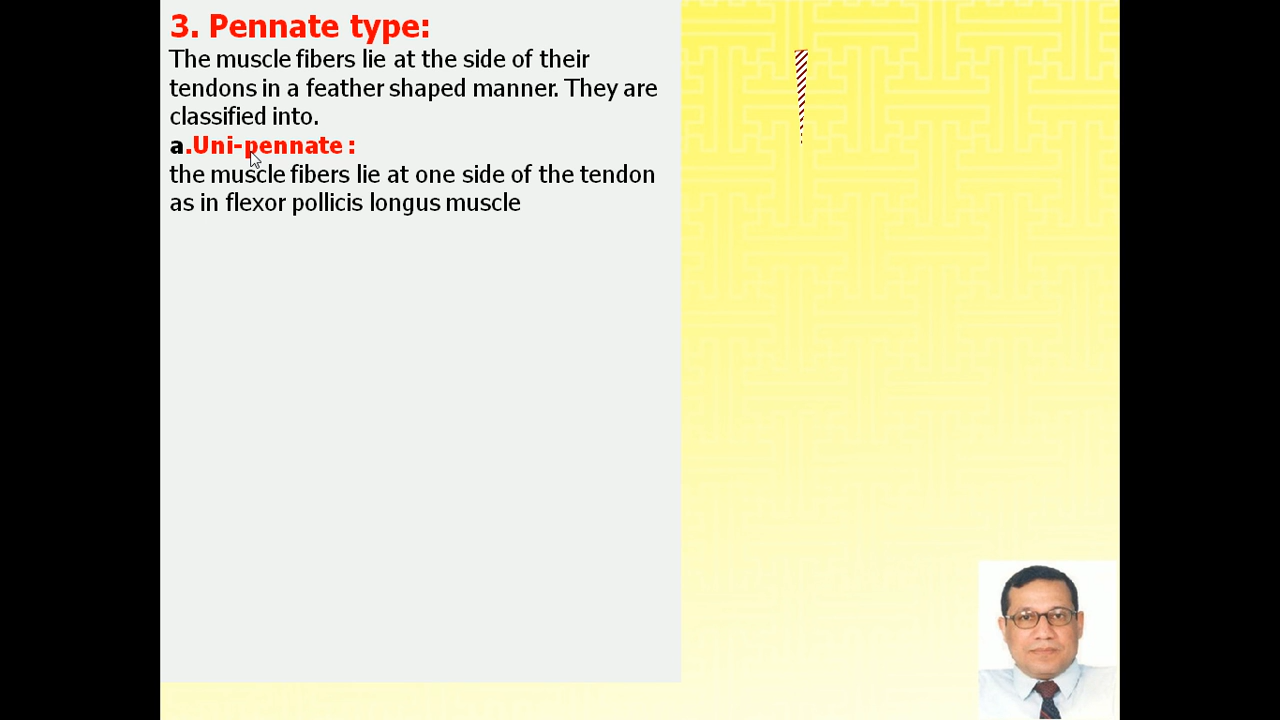 3. Pennate type:
The muscle fibers lie at the side of their
tendons in a feather shaped manner. They are
classified into.
a.Uni-pennate :
the muscle fibers lie at one side of the tendon
as in flexor pollicis longus muscle